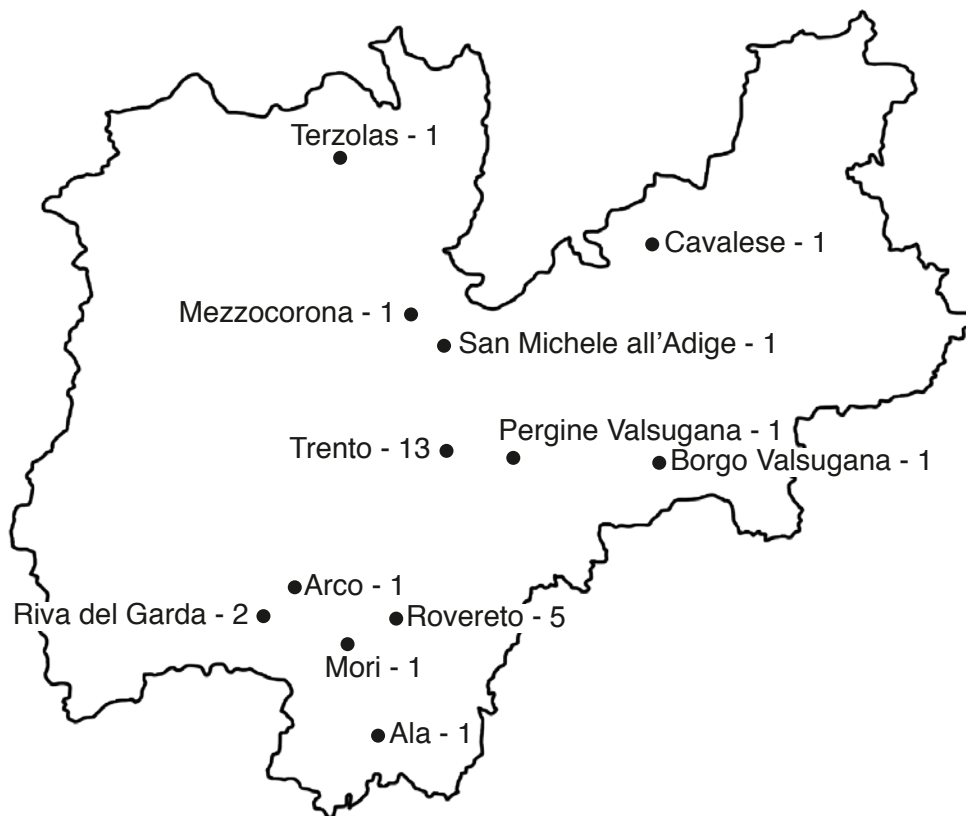 Terzolas - 1
Cavalese - 1
Mezzocorona - 1
San Michele all'Adige - 1
Pergine Valsugana - 1
Trento - 13
Borgo Valsugana - 1
Arco - 1
Riva del Garda - 2
Rovereto - 5
Mori - 1
Ala - 1